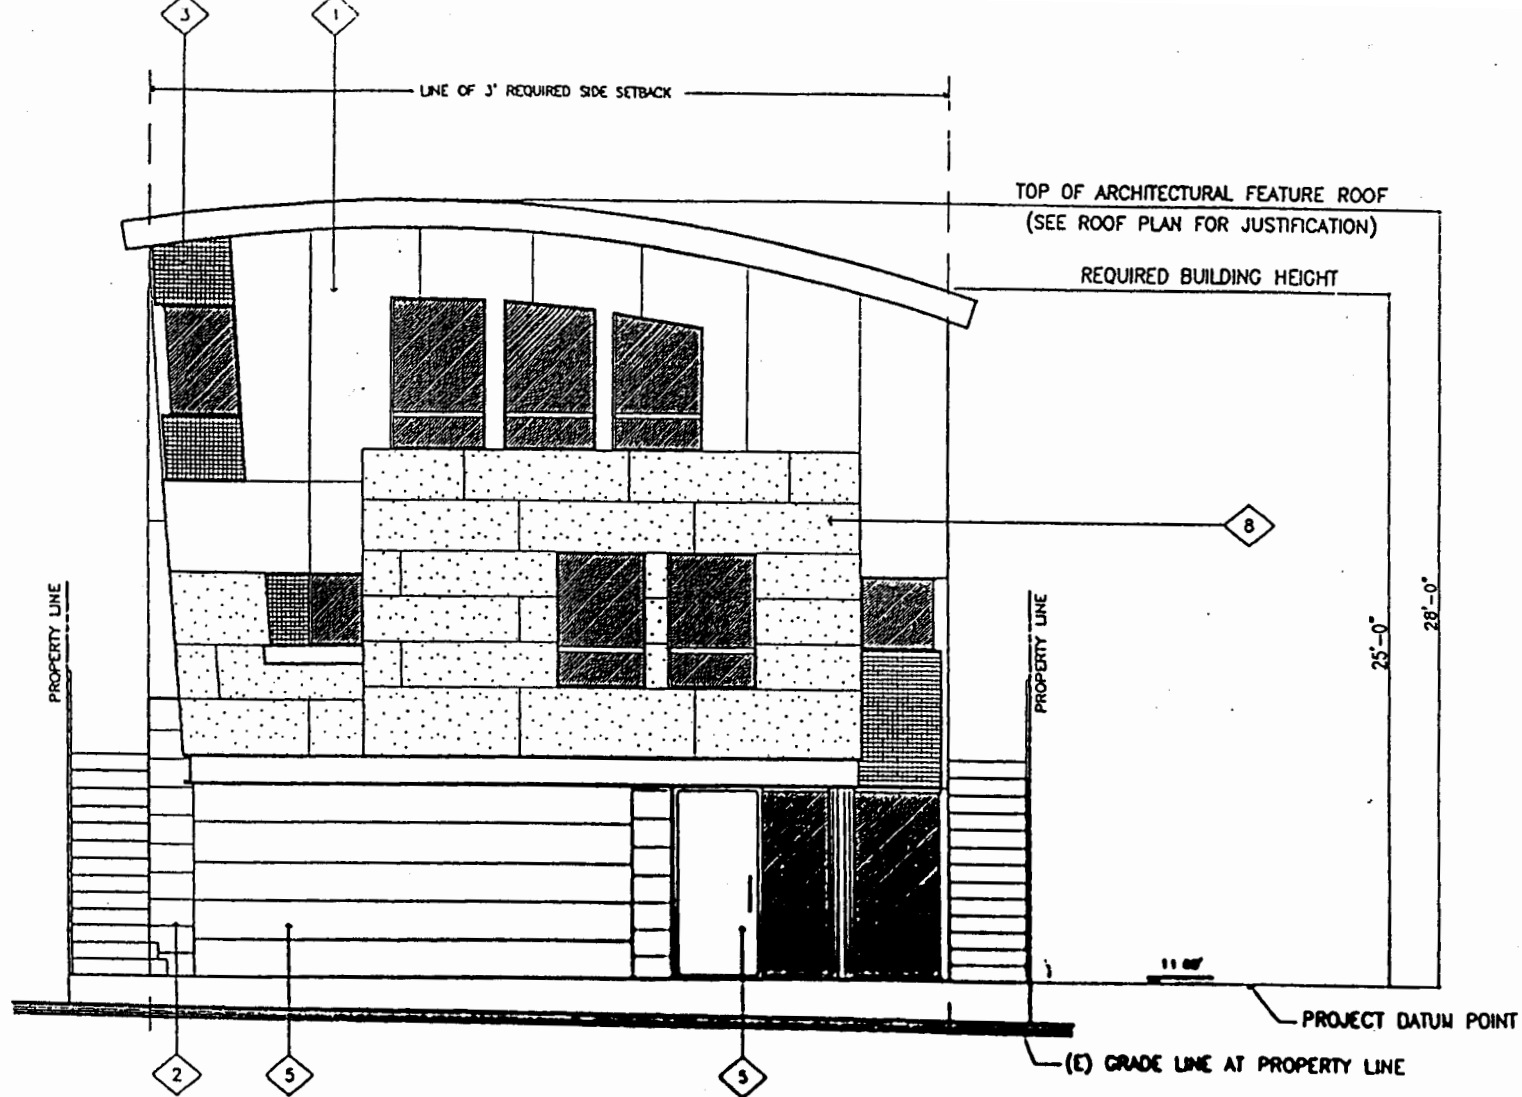 3
1
LINE OF 3' REQUIRED SIDE SETBACK
TOP OF ARCHITECTURAL FEATURE ROOF
(SEE ROOF PLAN FOR JUSTIFICATION)
REQUIRED BUILDING HEIGHT
8
PROPERTY LINE
PROPERTY LINE
25'-0"
28'-0"
PROJECT DATUM POINT
(E) GRADE LINE AT PROPERTY LINE
2
5
5